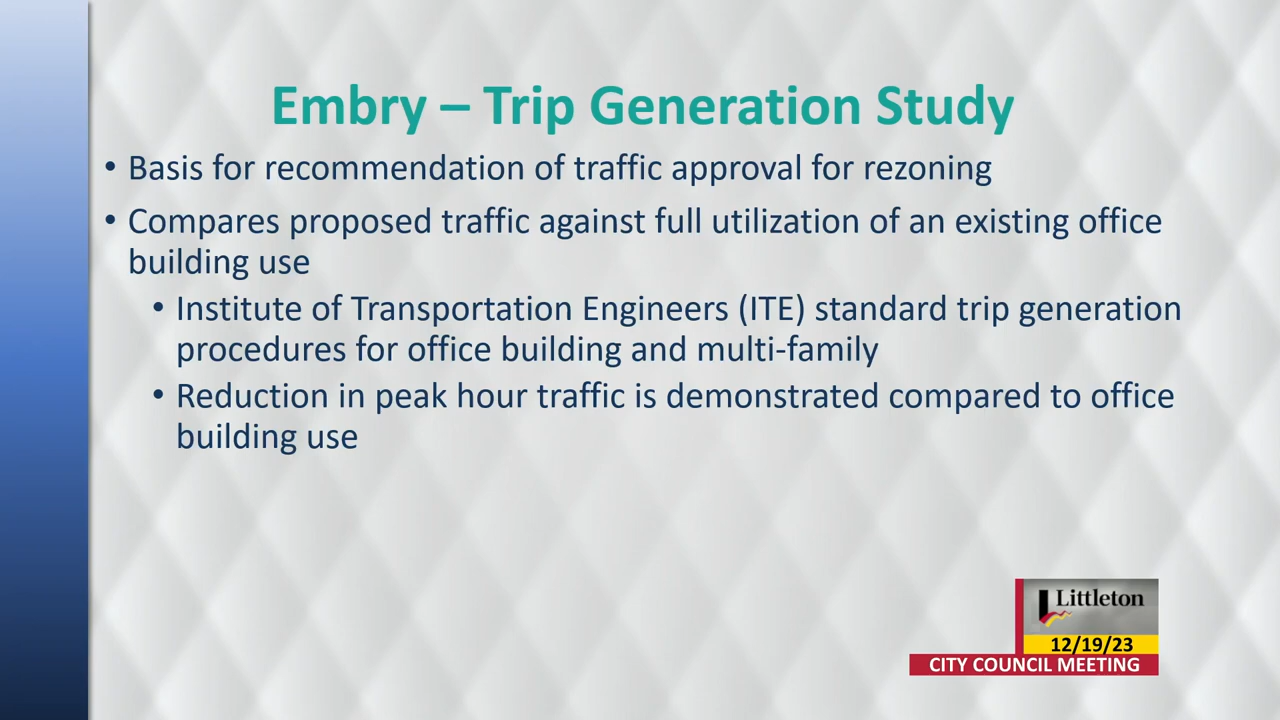 Embry – Trip Generation Study
• Basis for recommendation of traffic approval for rezoning
• Compares proposed traffic against full utilization of an existing office
building use
• Institute of Transportation Engineers (ITE) standard trip generation
procedures for office building and multi-family
• Reduction in peak hour traffic is demonstrated compared to office
building use
Littleton
12/19/23
CITY COUNCIL MEETING